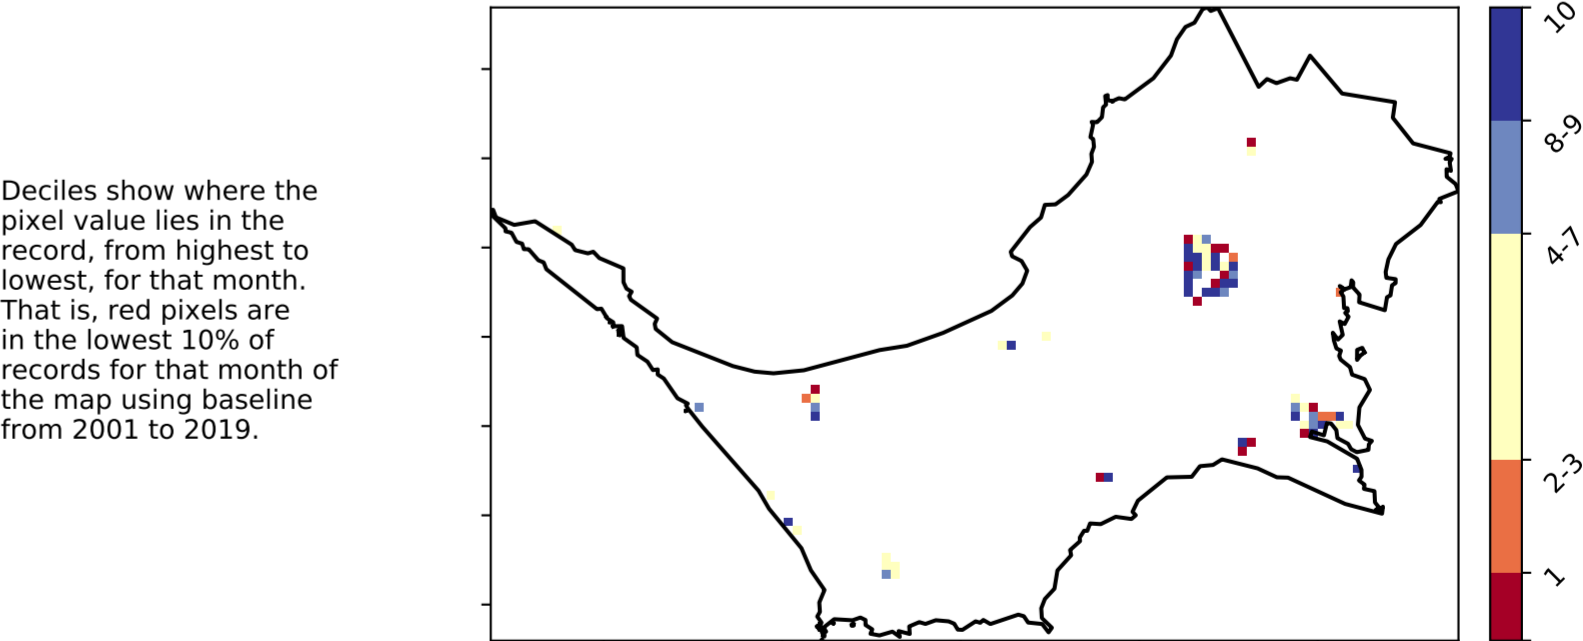 Deciles show where the
pixel value lies in the
record, from highest to
lowest, for that month.
That is, red pixels are
in the lowest 10% of
records for that month of
the map using baseline
from 2001 to 2019.
10
8-9
4-7
2-3
1